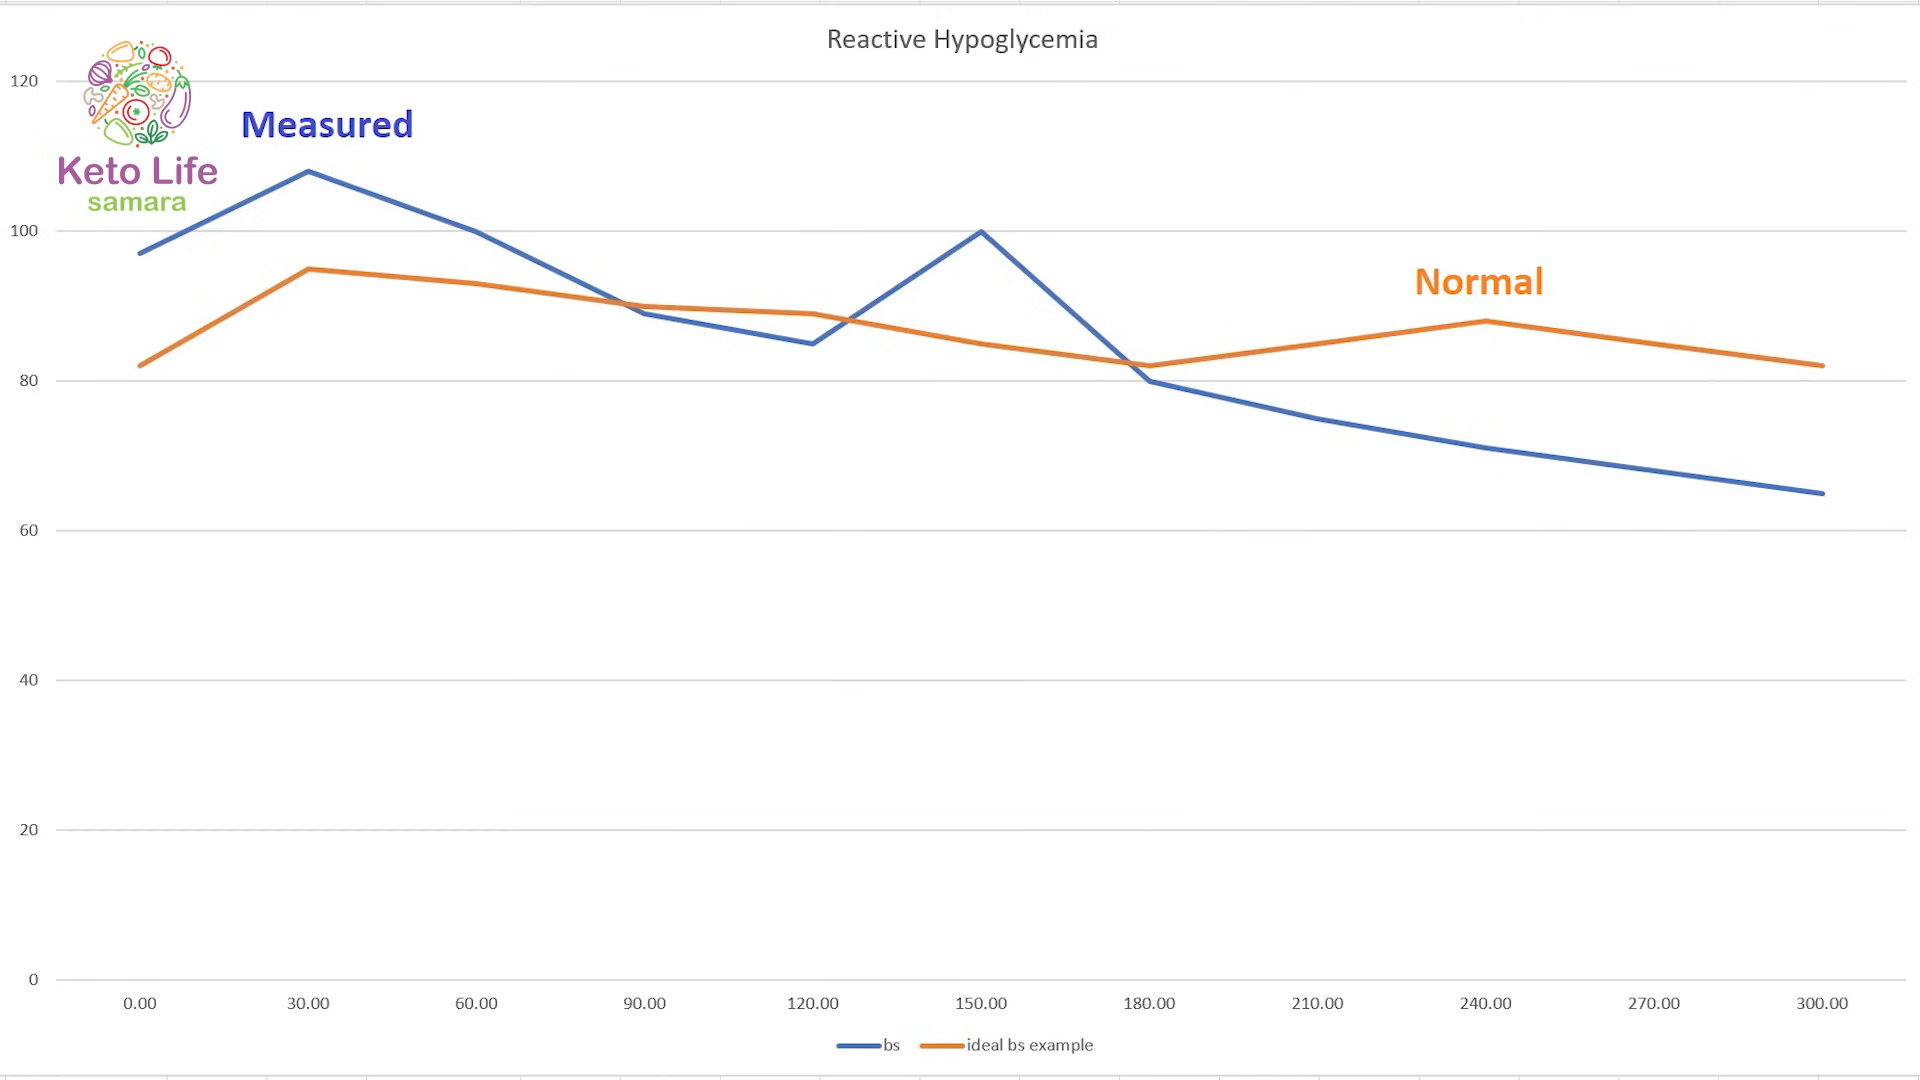 Reactive Hypoglycemia
120
Measured
Keto Life
samara
100
Normal
80
60
40
20
0
0.00 30.00 60.00 90.00 120.00 150.00 180.00 210.00 240.00 270.00 300.00
bs ideal bs example